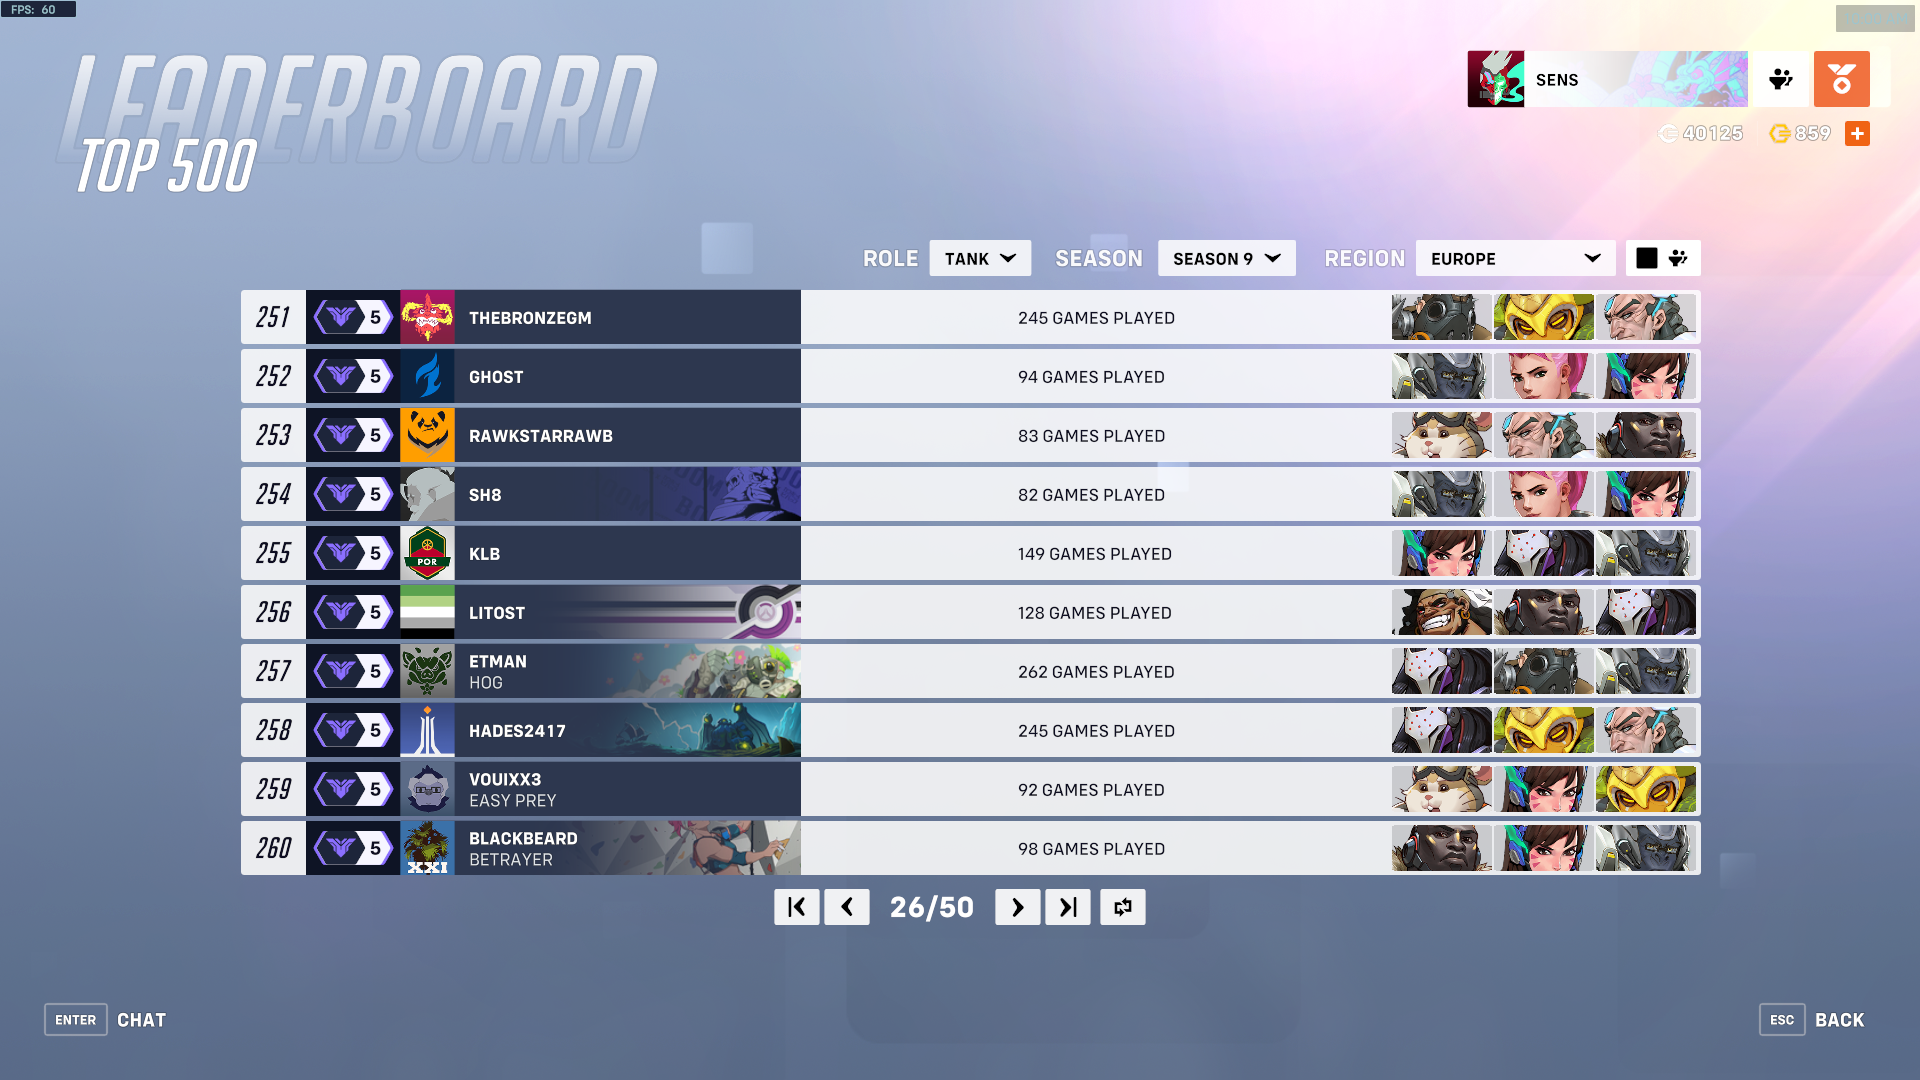 FPS: 60
LEADERBOARD
TOP 500
SENS
40125
859
ROLE TANK SEASON SEASON 9 REGION EUROPE
251 5 THEBRONZEGM 245 GAMES PLAYED
252 5 GHOST 94 GAMES PLAYED
253 5 RAWKSTARRAWB 83 GAMES PLAYED
254 5 SH8 82 GAMES PLAYED
255 5 POR KLB 149 GAMES PLAYED
256 5 LITOST 128 GAMES PLAYED
257 5 ETMAN 262 GAMES PLAYED
HOG
258 5 HADES2417 245 GAMES PLAYED
259 5 VOUIXX3 92 GAMES PLAYED
EASY PREY
260 5 XXI BLACKBEARD 98 GAMES PLAYED
BETRAYER
26/50
ENTER CHAT
ESC BACK